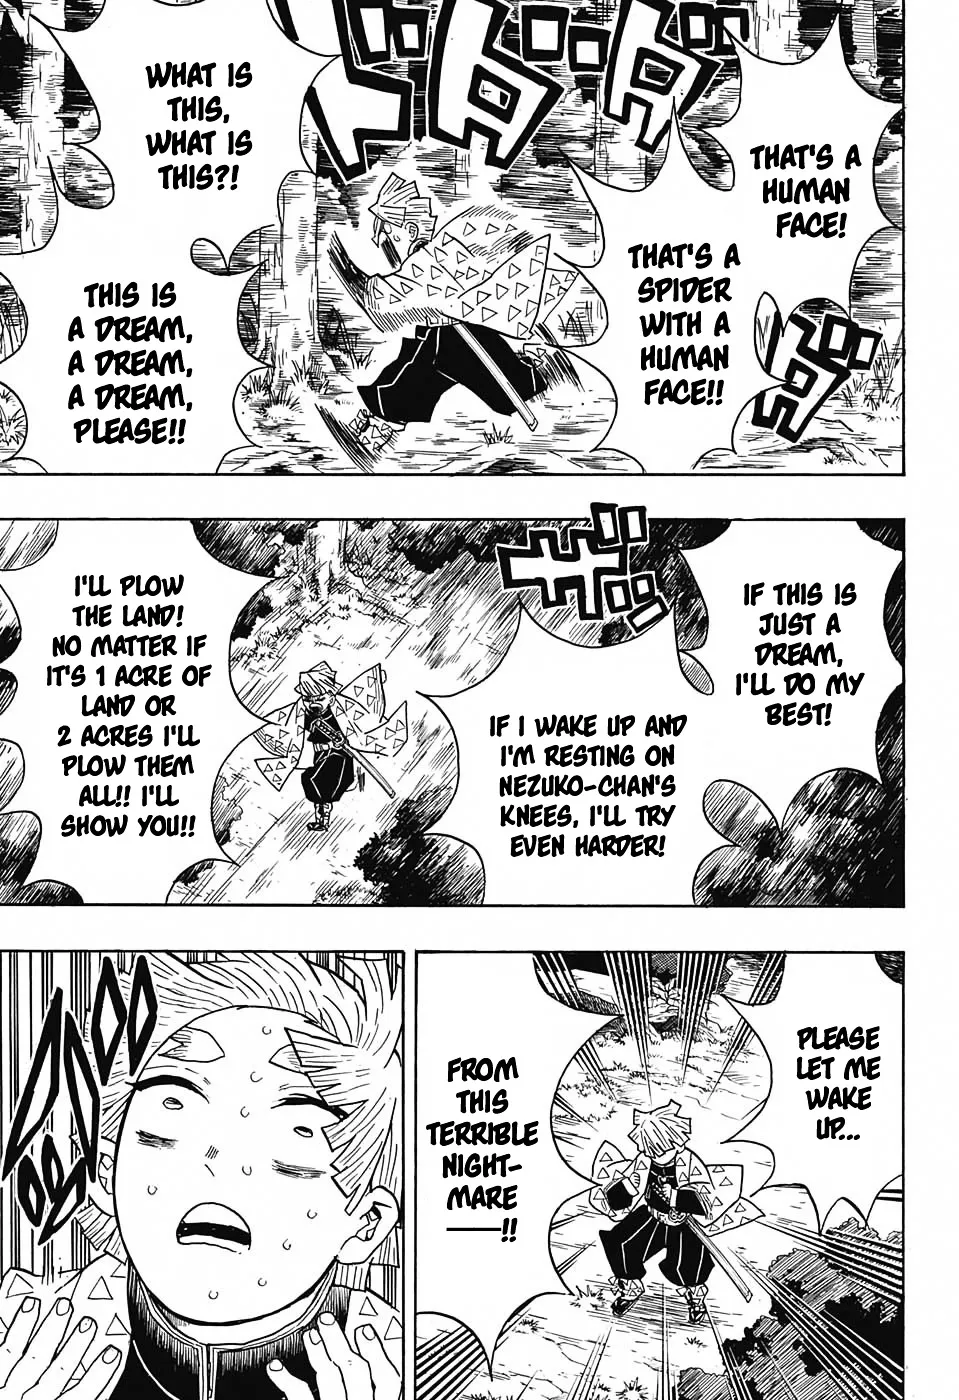 THAT'S A
HUMAN
FACE!
THAT'S A
SPIDER
WITH A
HUMAN
FACE!!
WHAT IS
THIS,
WHAT IS
THIS?!
THIS IS
A DREAM,
A DREAM,
A DREAM,
PLEASE!!
IF THIS IS
JUST A
DREAM,
I'LL DO MY
BEST!
IF I WAKE UP AND
I'M RESTING ON
NEZUKO-CHAN'S
KNEES, I'LL TRY
EVEN HARDER!
I'LL PLOW
THE LAND!
NO MATTER IF
IT'S 1 ACRE OF
LAND OR
2 ACRES I'LL
PLOW THEM
ALL!! I'LL
SHOW YOU!!
PLEASE
LET ME
WAKE
UP...
FROM
THIS
TERRIBLE
NIGHT-
MARE
——!!